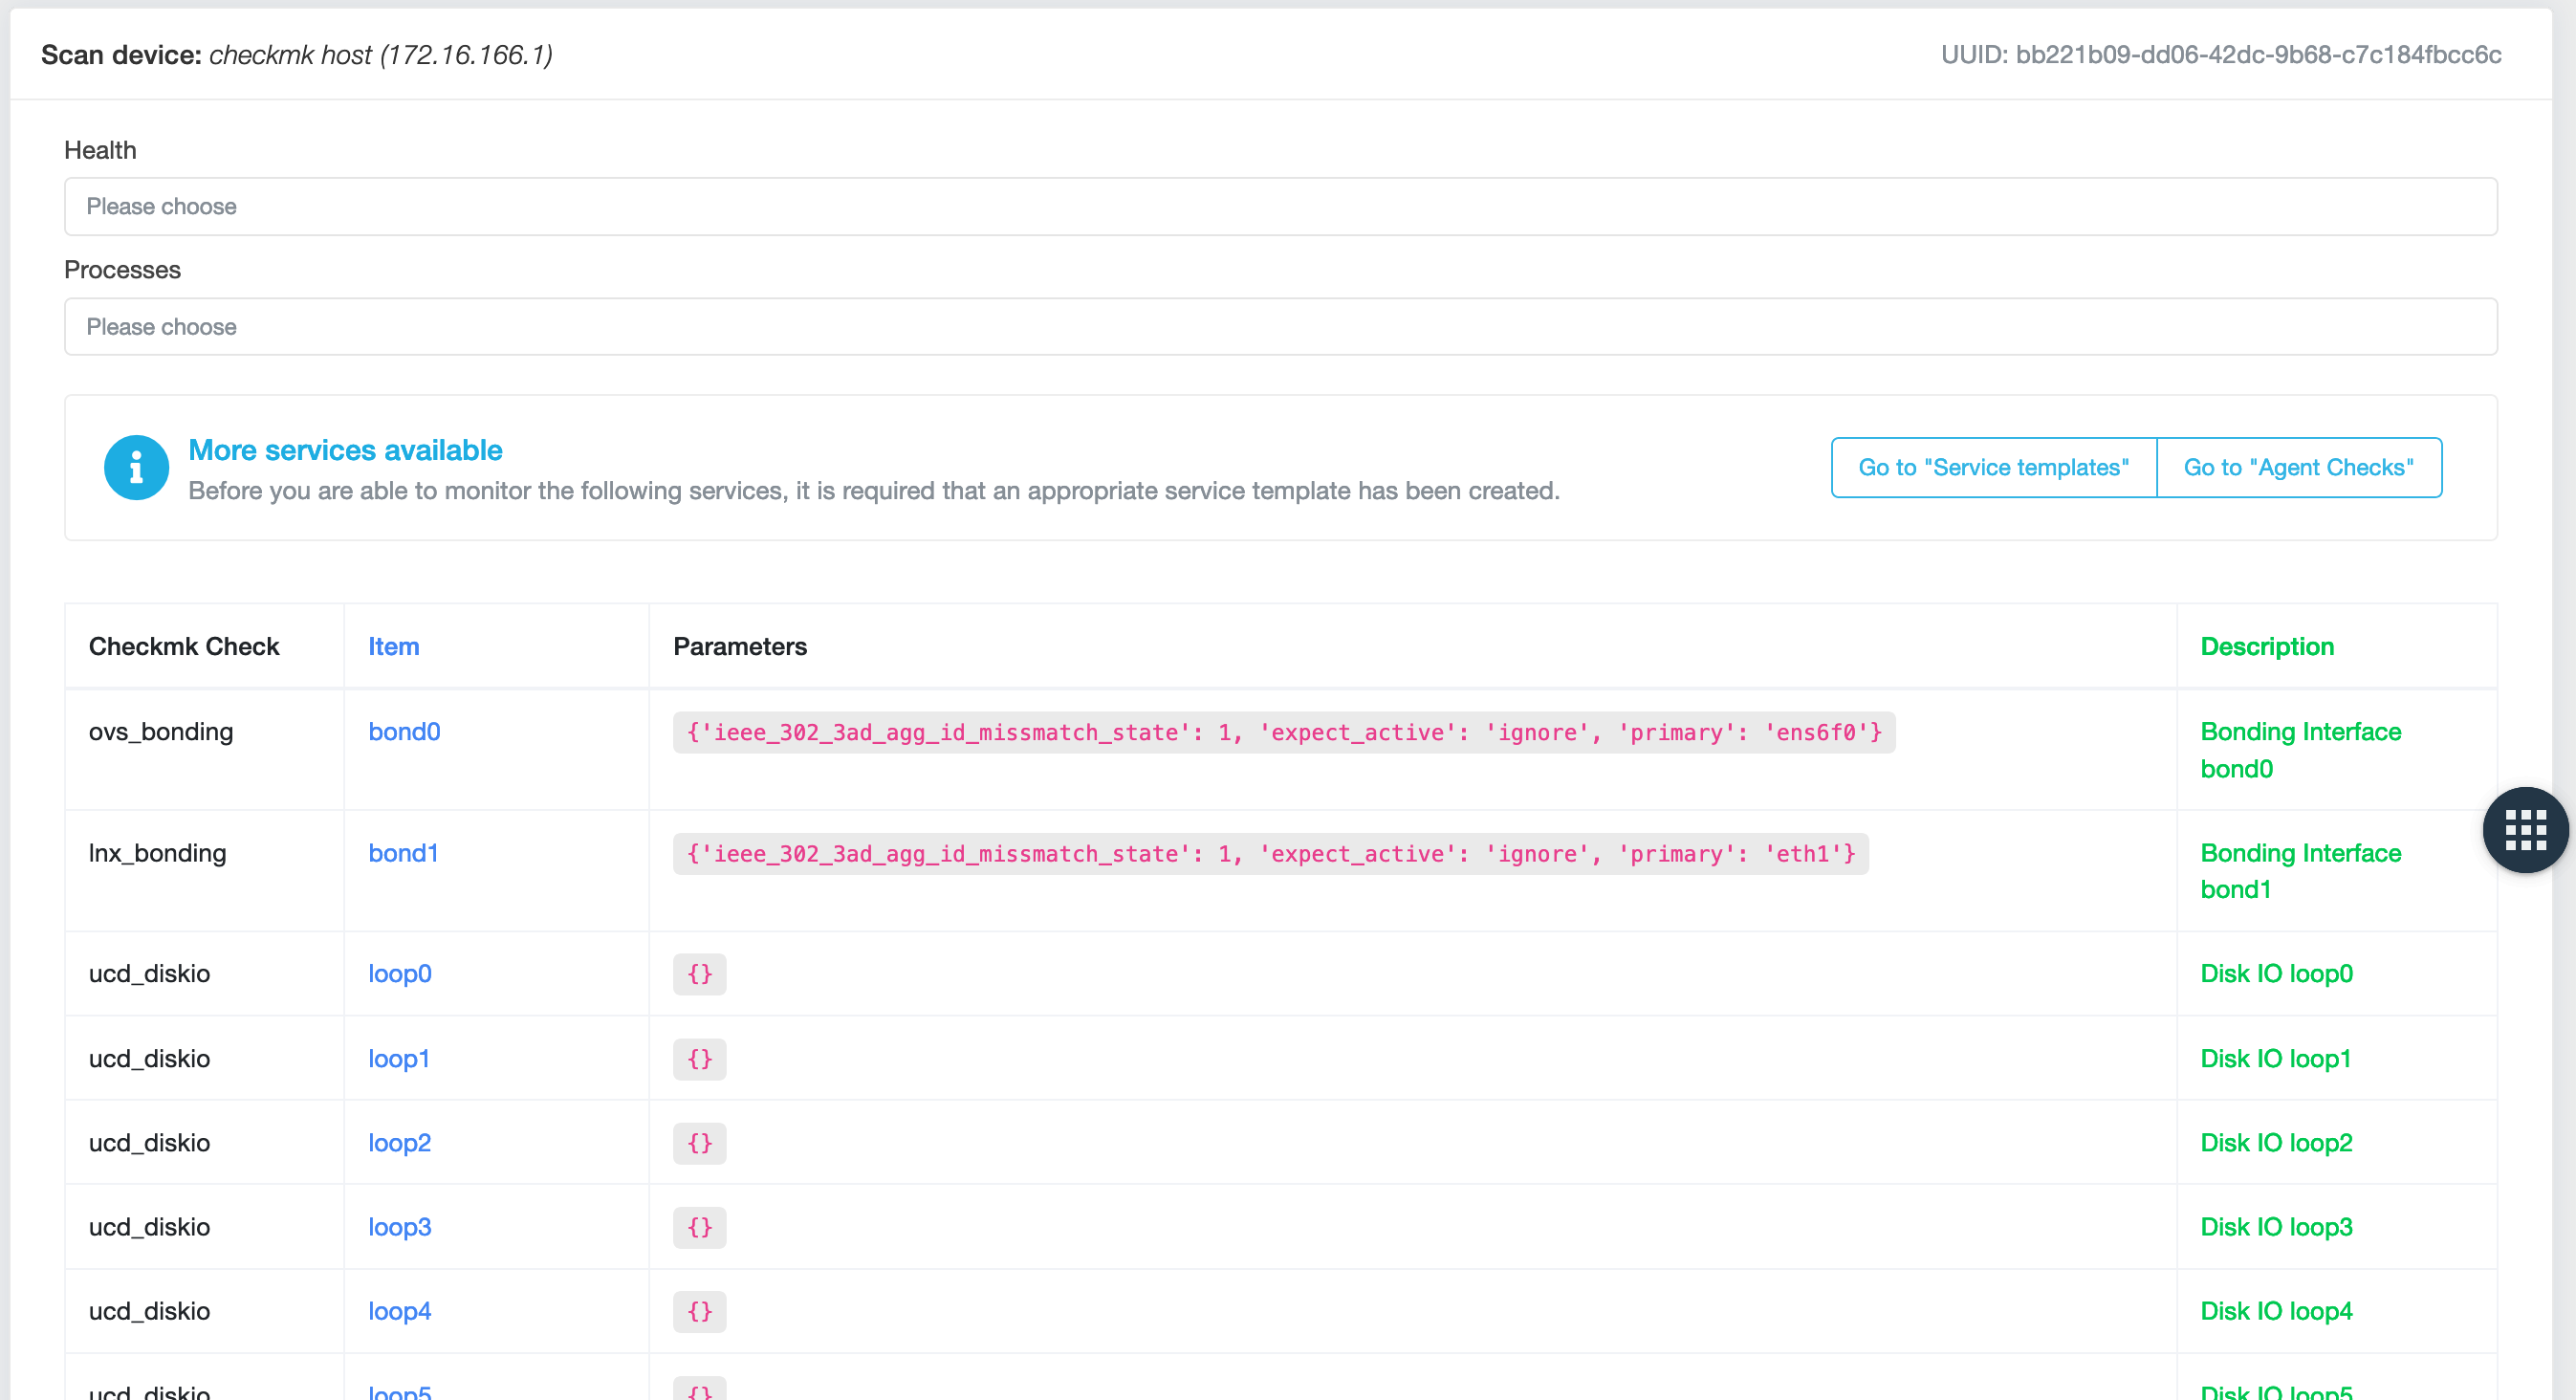 Scan device: checkmk host (172.16.166.1)
UUID: bb221b09-dd06-42dc-9b68-c7c184fbcc6c
Health
Please choose
Processes
Please choose
More services available
Before you are able to monitor the following services, it is required that an appropriate service template has been created.
Go to "Service templates"
Go to "Agent Checks"
Checkmk Check Item Parameters Description
ovs_bonding bond0 {'ieee_302_3ad_agg_id_missmatch_state': 1, 'expect_active': 'ignore', 'primary': 'ens6f0'} Bonding Interface
bond0
lnx_bonding bond1 {'ieee_302_3ad_agg_id_missmatch_state': 1, 'expect_active': 'ignore', 'primary': 'eth1'} Bonding Interface
bond1
ucd_diskio loop0 {} Disk IO loop0
ucd_diskio loop1 {} Disk IO loop1
ucd_diskio loop2 {} Disk IO loop2
ucd_diskio loop3 {} Disk IO loop3
ucd_diskio loop4 {} Disk IO loop4
ucd_diskio loop5 {} Disk IO loop5